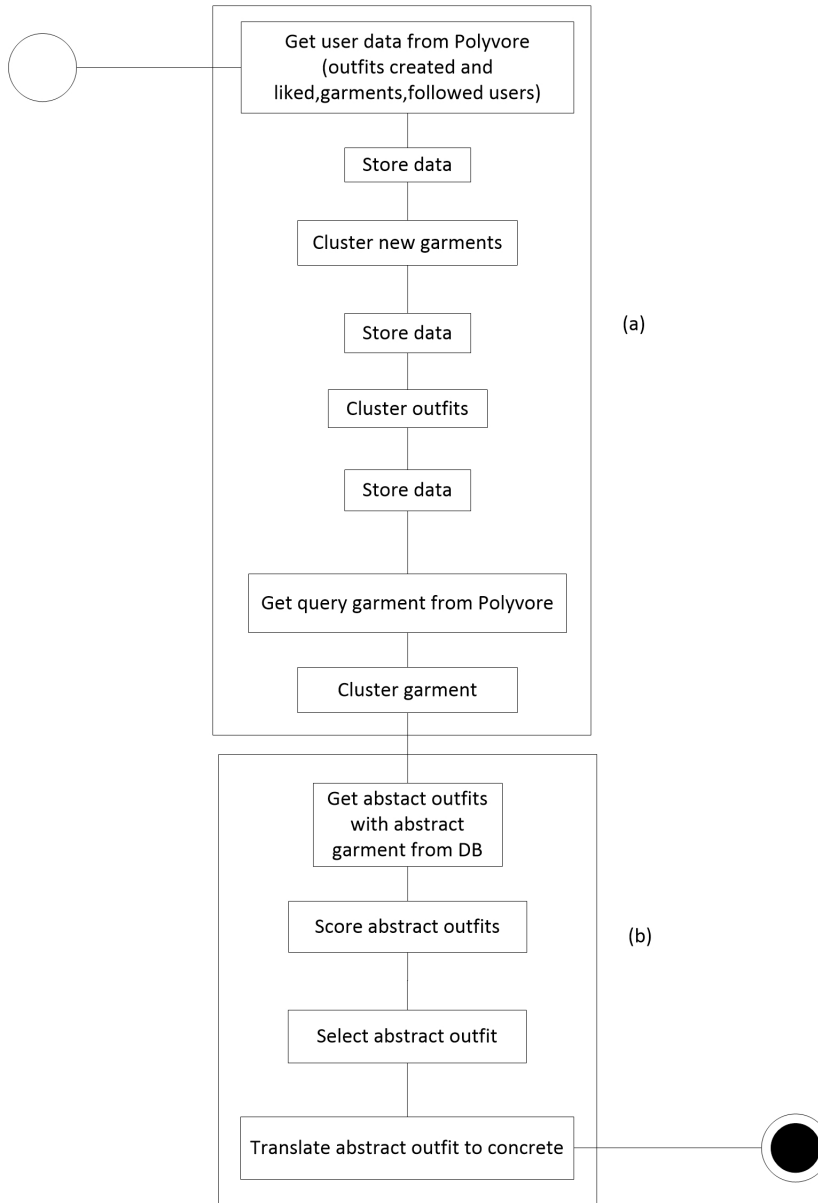 Get user data from Polyvore
(outfits created and
liked,garments,followed users)
Store data
Cluster new garments
Store data
(a)
Cluster outfits
Store data
Get query garment from Polyvore
Cluster garment
Get abstact outfits
with abstract
garment from DB
Score abstract outfits
(b)
Select abstract outfit
Translate abstract outfit to concrete